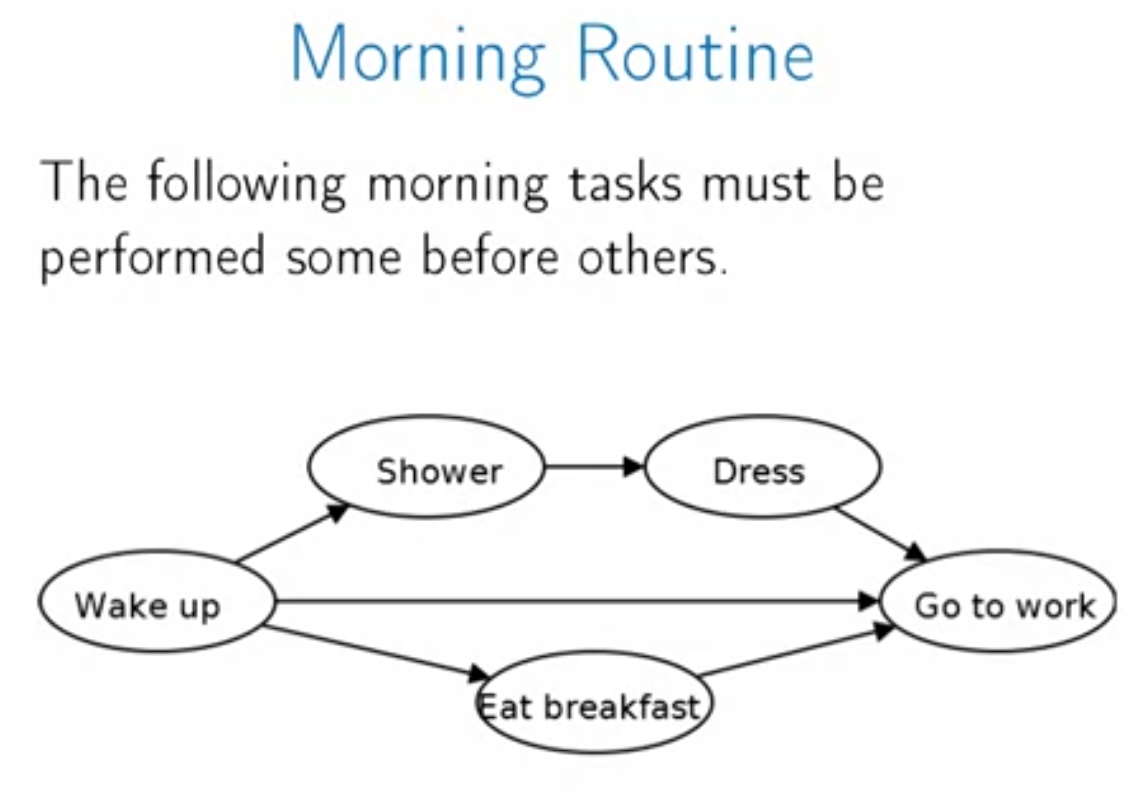 Morning Routine
The following morning tasks must be
performed some before others.
Shower
Dress
Wake up
Go to work
Eat breakfast